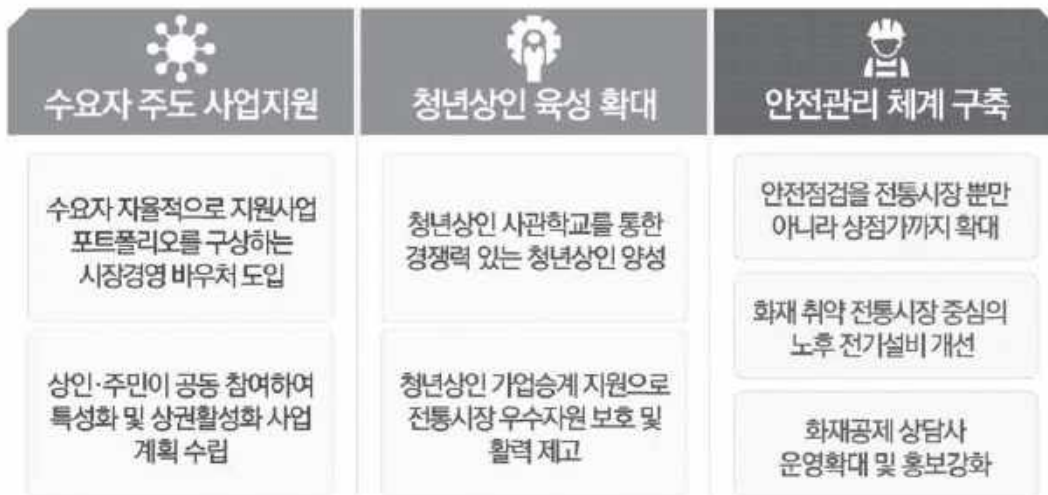 수요자 주도 사업지원
수요자 자율적으로 지원사업
포트폴리오를 구상하는
시장경영 바우처 도입
상인·주민이 공동 참여하여
특성화 및 상권활성화 사업
계획 수립
청년상인 육성 확대
청년상인 사관학교를 통한
경쟁력 있는 청년상인 양성
청년상인 가업승계 지원으로
전통시장 우수자원 보호 및
활력 제고
안전관리 체계 구축
안전점검을 전통시장 뿐만
아니라 상점가까지 확대
화재 취약 전통시장 중심의
노후 전기설비 개선
화재공제 상담사
운영확대 및 홍보강화